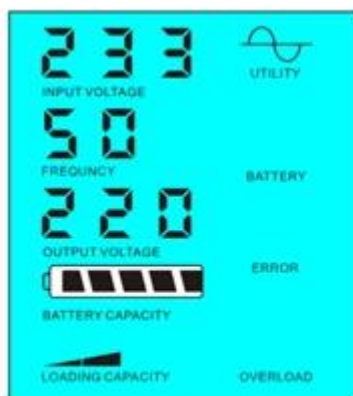 233
INPUT VOLTAGE
UTILITY
50
FREQUNCY
BATTERY
220
OUTPUT VOLTAGE
ERROR
BATTERY CAPACITY
LOADING CAPACITY
OVERLOAD